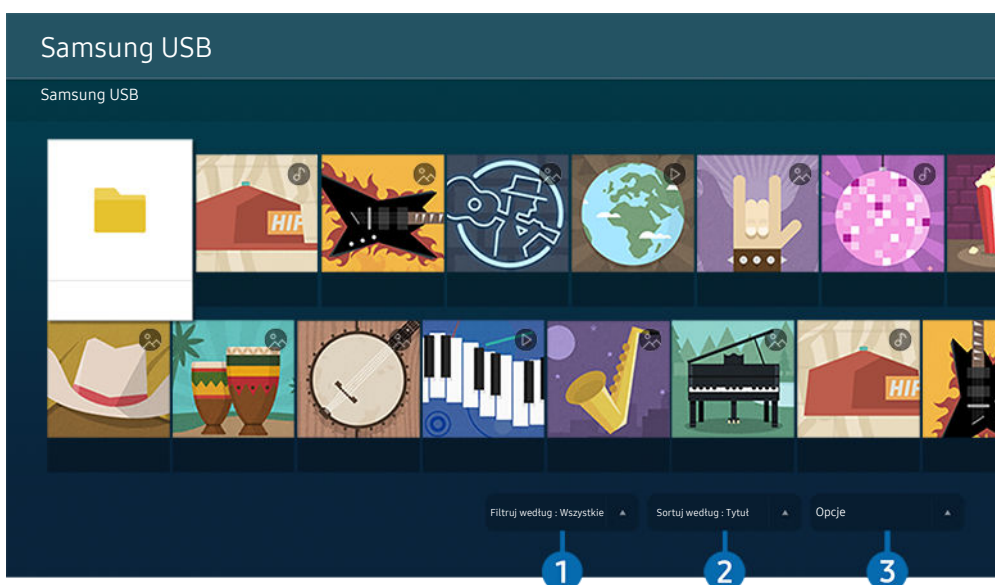 Samsung USB
Samsung USB
HIP
HIP
Filtruj według : Wszystkie
Sortuj według : Tytuł
Opcje
1
2
3